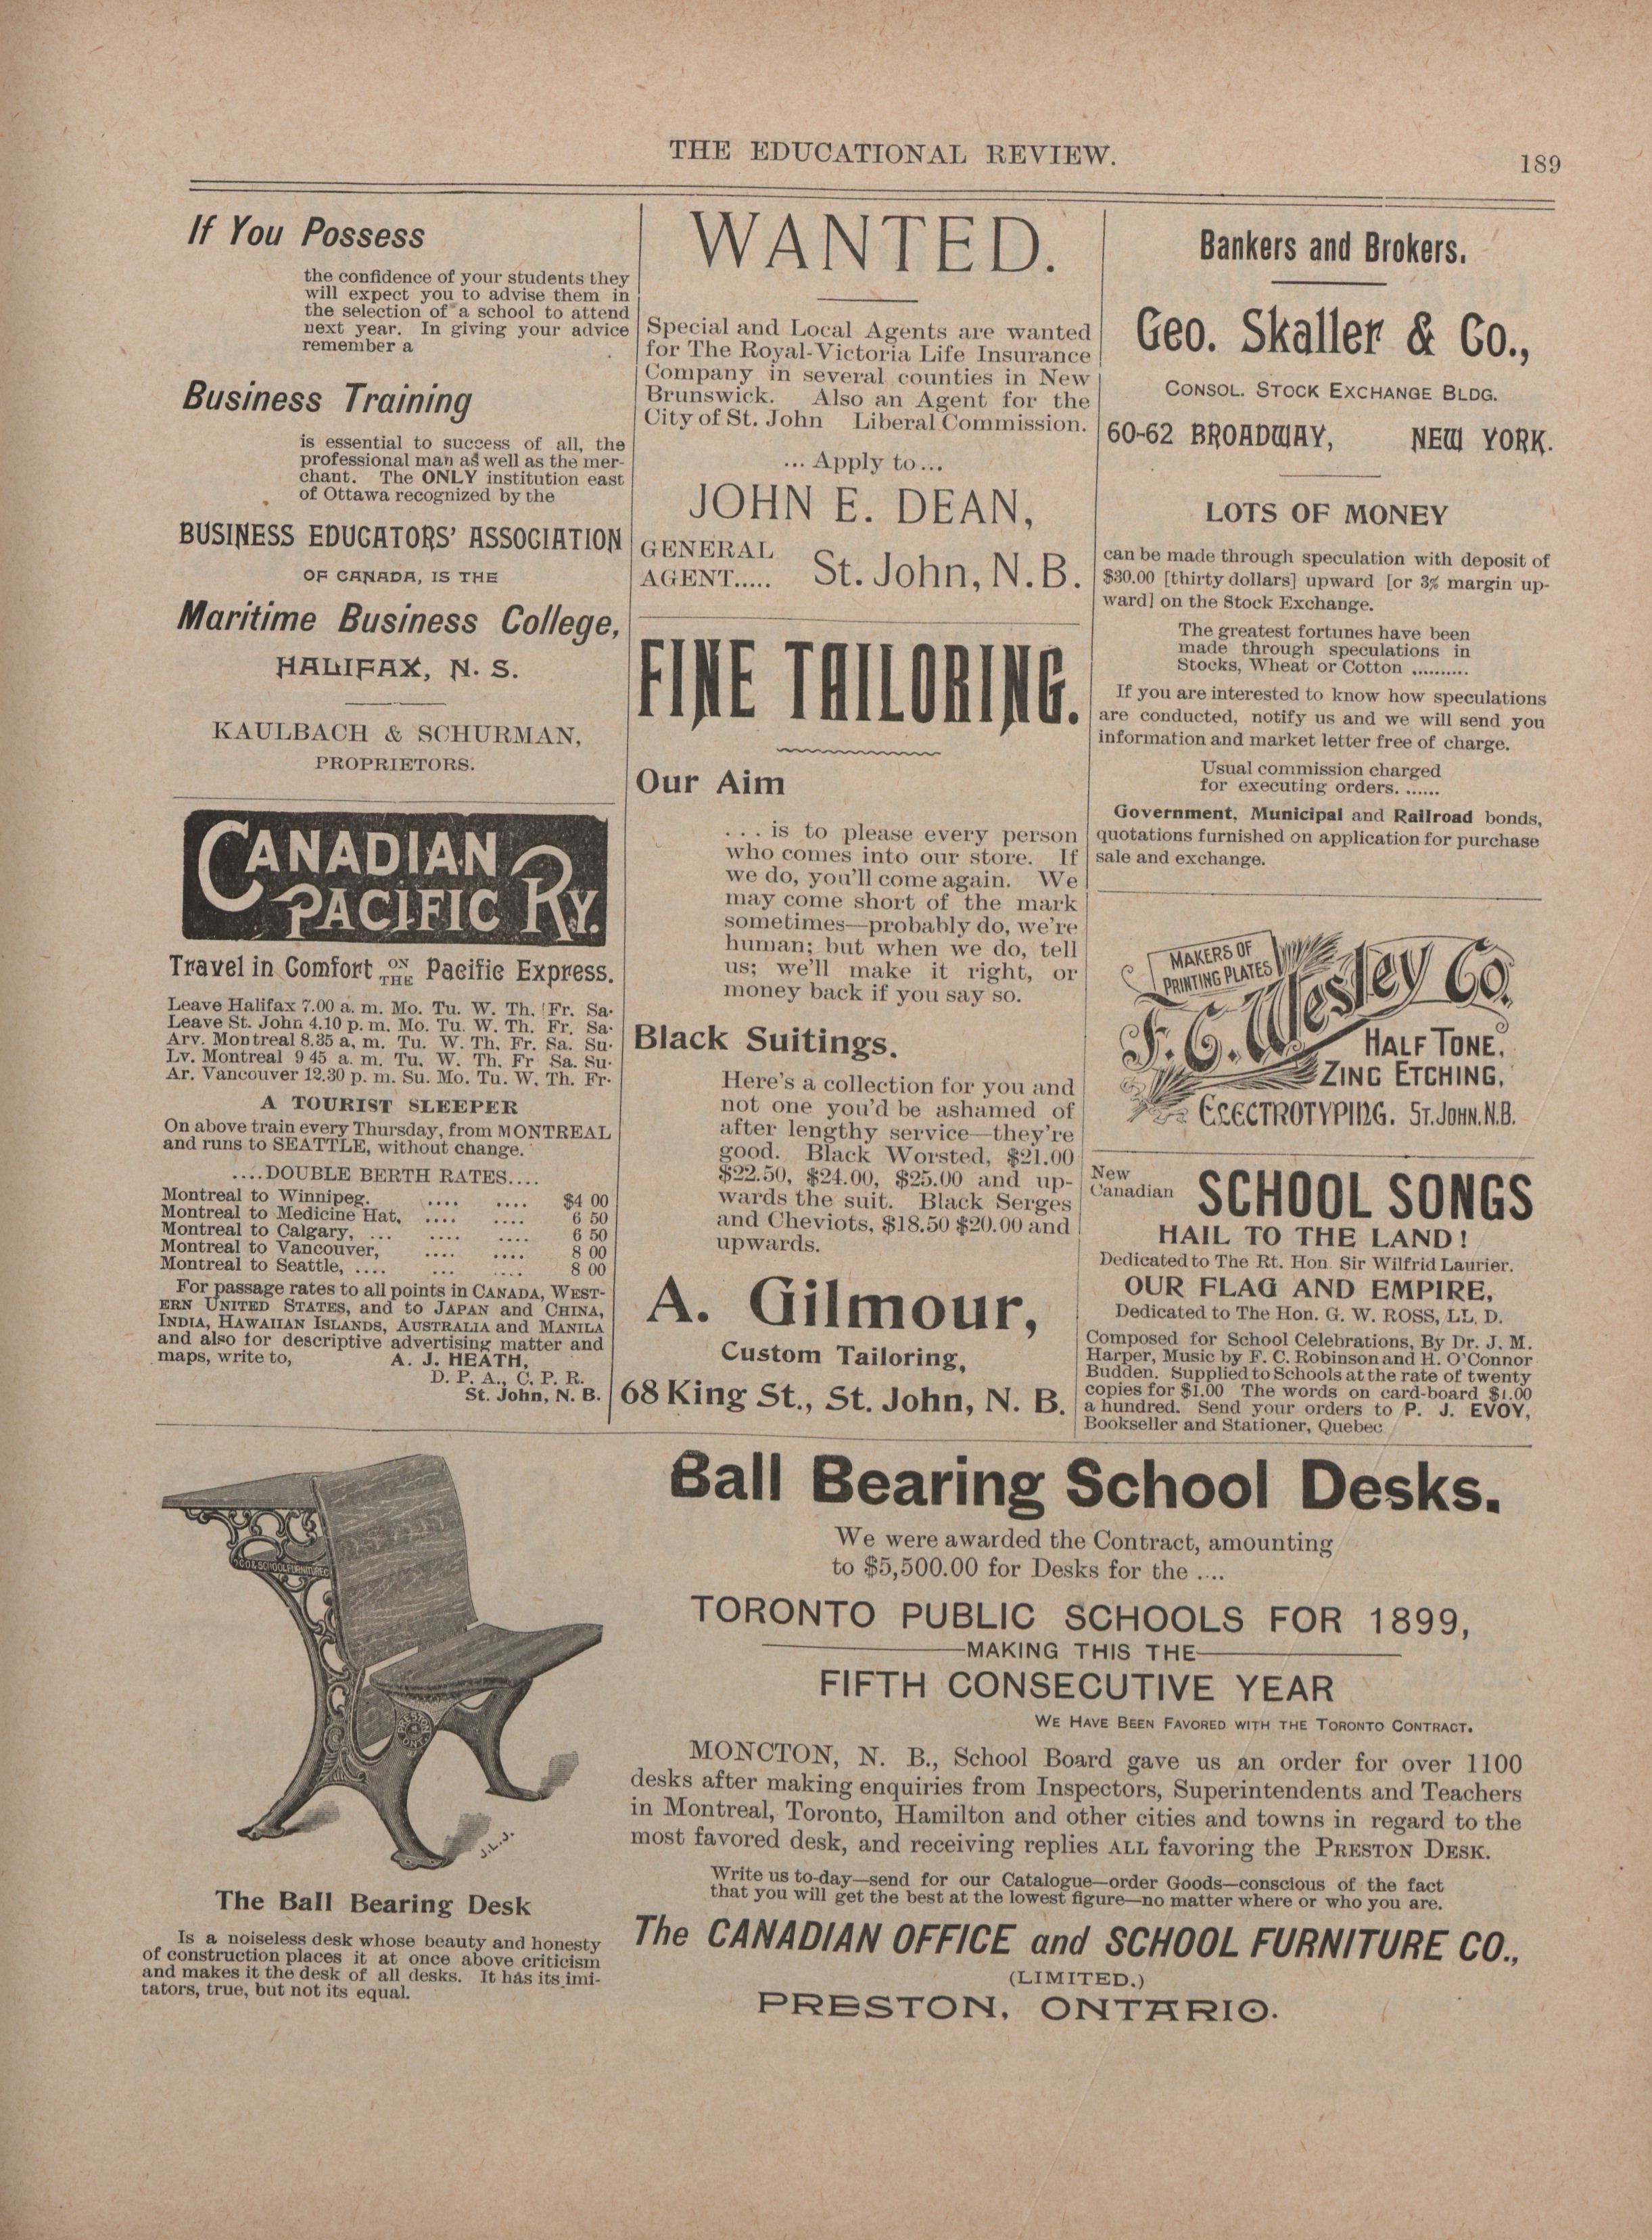 THE EDUCATIONAL REVIEW.
189
If You Possess
the confidence of your students they
will expect you to advise them in
the selection of a school to attend
next year. In giving your advice
remember a
Business Training
is essential to success of all, the
professional man as well as the mer-
chant. The ONLY institution east
of Ottawa recognized by the
BUSINESS EDUCATORS' ASSOCIATION
OF CANADA, IS THE
Maritime Business College,
HALIFAX, N. S.
KAULBACH & SCHURMAN,
PROPRIETORS.
CANADIAN
PACIFIC RY.
Travel in Comfort ON THE Pacific Express.
Leave Halifax 7.00 a. m. Mo. Tu. W. Th. Fr. Sa.
Leave St. John 4.10 p. m. Mo. Tu. W. Th. Fr. Sa.
Arv. Montreal 8.35 a, m. Tu. W. Th. Fr. Sa. Su.
Lv. Montreal 9 45 a. m. Tu. W. Th. Fr Sa. Su.
Ar. Vancouver 12.30 p. m. Su. Mo. Tu. W. Th. Fr.
A TOURIST SLEEPER
On above train every Thursday, from MONTREAL
and runs to SEATTLE, without change.
....DOUBLE BERTH RATES....
Montreal to Winnipeg. .... .... $4 00
Montreal to Medicine Hat, .... .... 6 50
Montreal to Calgary, ... .... .... 6 50
Montreal to Vancouver, .... .... 8 00
Montreal to Seattle, .... ... .... 8 00
For passage rates to all points in CANADA, WEST-
ERN UNITED STATES, and to JAPAN and CHINA,
INDIA, HAWAIIAN ISLANDS, AUSTRALIA and MANILA
and also for descriptive advertising matter and
maps, write to, A. J. HEATH,
D. P. A., C. P. R.
St. John, N. B.
WANTED.
Special and Local Agents are wanted
for The Royal-Victoria Life Insurance
Company in several counties in New
Brunswick. Also an Agent for the
City of St. John Liberal Commission.
... Apply to...
JOHN E. DEAN,
GENERAL
AGENT..... St. John, N. B.
FINE TAILORING.
Our Aim
... is to please every person
who comes into our store. If
we do, you'll come again. We
may come short of the mark
sometimes—probably do, we're
human; but when we do, tell
us; we'll make it right, or
money back if you say so.
Black Suitings.
Here's a collection for you and
not one you'd be ashamed of
after lengthy service—they're
good. Black Worsted, $21.00
$22.50, $24.00, $25.00 and up-
wards the suit. Black Serges
and Cheviots, $18.50 $20.00 and
upwards.
A. Gilmour,
Custom Tailoring,
68 King St., St. John, N. B.
Bankers and Brokers.
Geo. Skaller & Co.,
CONSOL. STOCK EXCHANGE BLDG.
60-62 BROADWAY, NEW YORK.
LOTS OF MONEY
can be made through speculation with deposit of
$30.00 [thirty dollars] upward [or 3% margin up-
ward] on the Stock Exchange.
The greatest fortunes have been
made through speculations in
Stocks, Wheat or Cotton ..........
If you are interested to know how speculations
are conducted, notify us and we will send you
information and market letter free of charge.
Usual commission charged
for executing orders. ......
Government, Municipal and Railroad bonds,
quotations furnished on application for purchase
sale and exchange.
MAKERS OF
PRINTING PLATES
F. C. Wesley Co.
HALF TONE,
ZINC ETCHING,
ELECTROTYPING. ST. JOHN. N.B.
New
Canadian SCHOOL SONGS
HAIL TO THE LAND!
Dedicated to The Rt. Hon. Sir Wilfrid Laurier.
OUR FLAG AND EMPIRE,
Dedicated to The Hon. G. W. ROSS, LL. D.
Composed for School Celebrations, By Dr. J. M.
Harper, Music by F. C. Robinson and H. O'Connor
Budden. Supplied to Schools at the rate of twenty
copies for $1.00 The words on card-board $1.00
a hundred. Send your orders to P. J. EVOY,
Bookseller and Stationer, Quebec
PRESTON
ONT
J.L.J.
The Ball Bearing Desk
Is a noiseless desk whose beauty and honesty
of construction places it at once above criticism
and makes it the desk of all desks. It has its imi-
tators, true, but not its equal.
Ball Bearing School Desks.
We were awarded the Contract, amounting
to $5,500.00 for Desks for the ....
TORONTO PUBLIC SCHOOLS FOR 1899,
MAKING THIS THE
FIFTH CONSECUTIVE YEAR
WE HAVE BEEN FAVORED WITH THE TORONTO CONTRACT.
MONCTON, N. B., School Board gave us an order for over 1100
desks after making enquiries from Inspectors, Superintendents and Teachers
in Montreal, Toronto, Hamilton and other cities and towns in regard to the
most favored desk, and receiving replies ALL favoring the PRESTON DESK.
Write us to-day—send for our Catalogue—order Goods—conscious of the fact
that you will get the best at the lowest figure—no matter where or who you are.
The CANADIAN OFFICE and SCHOOL FURNITURE CO.,
(LIMITED.)
PRESTON, ONTARIO.